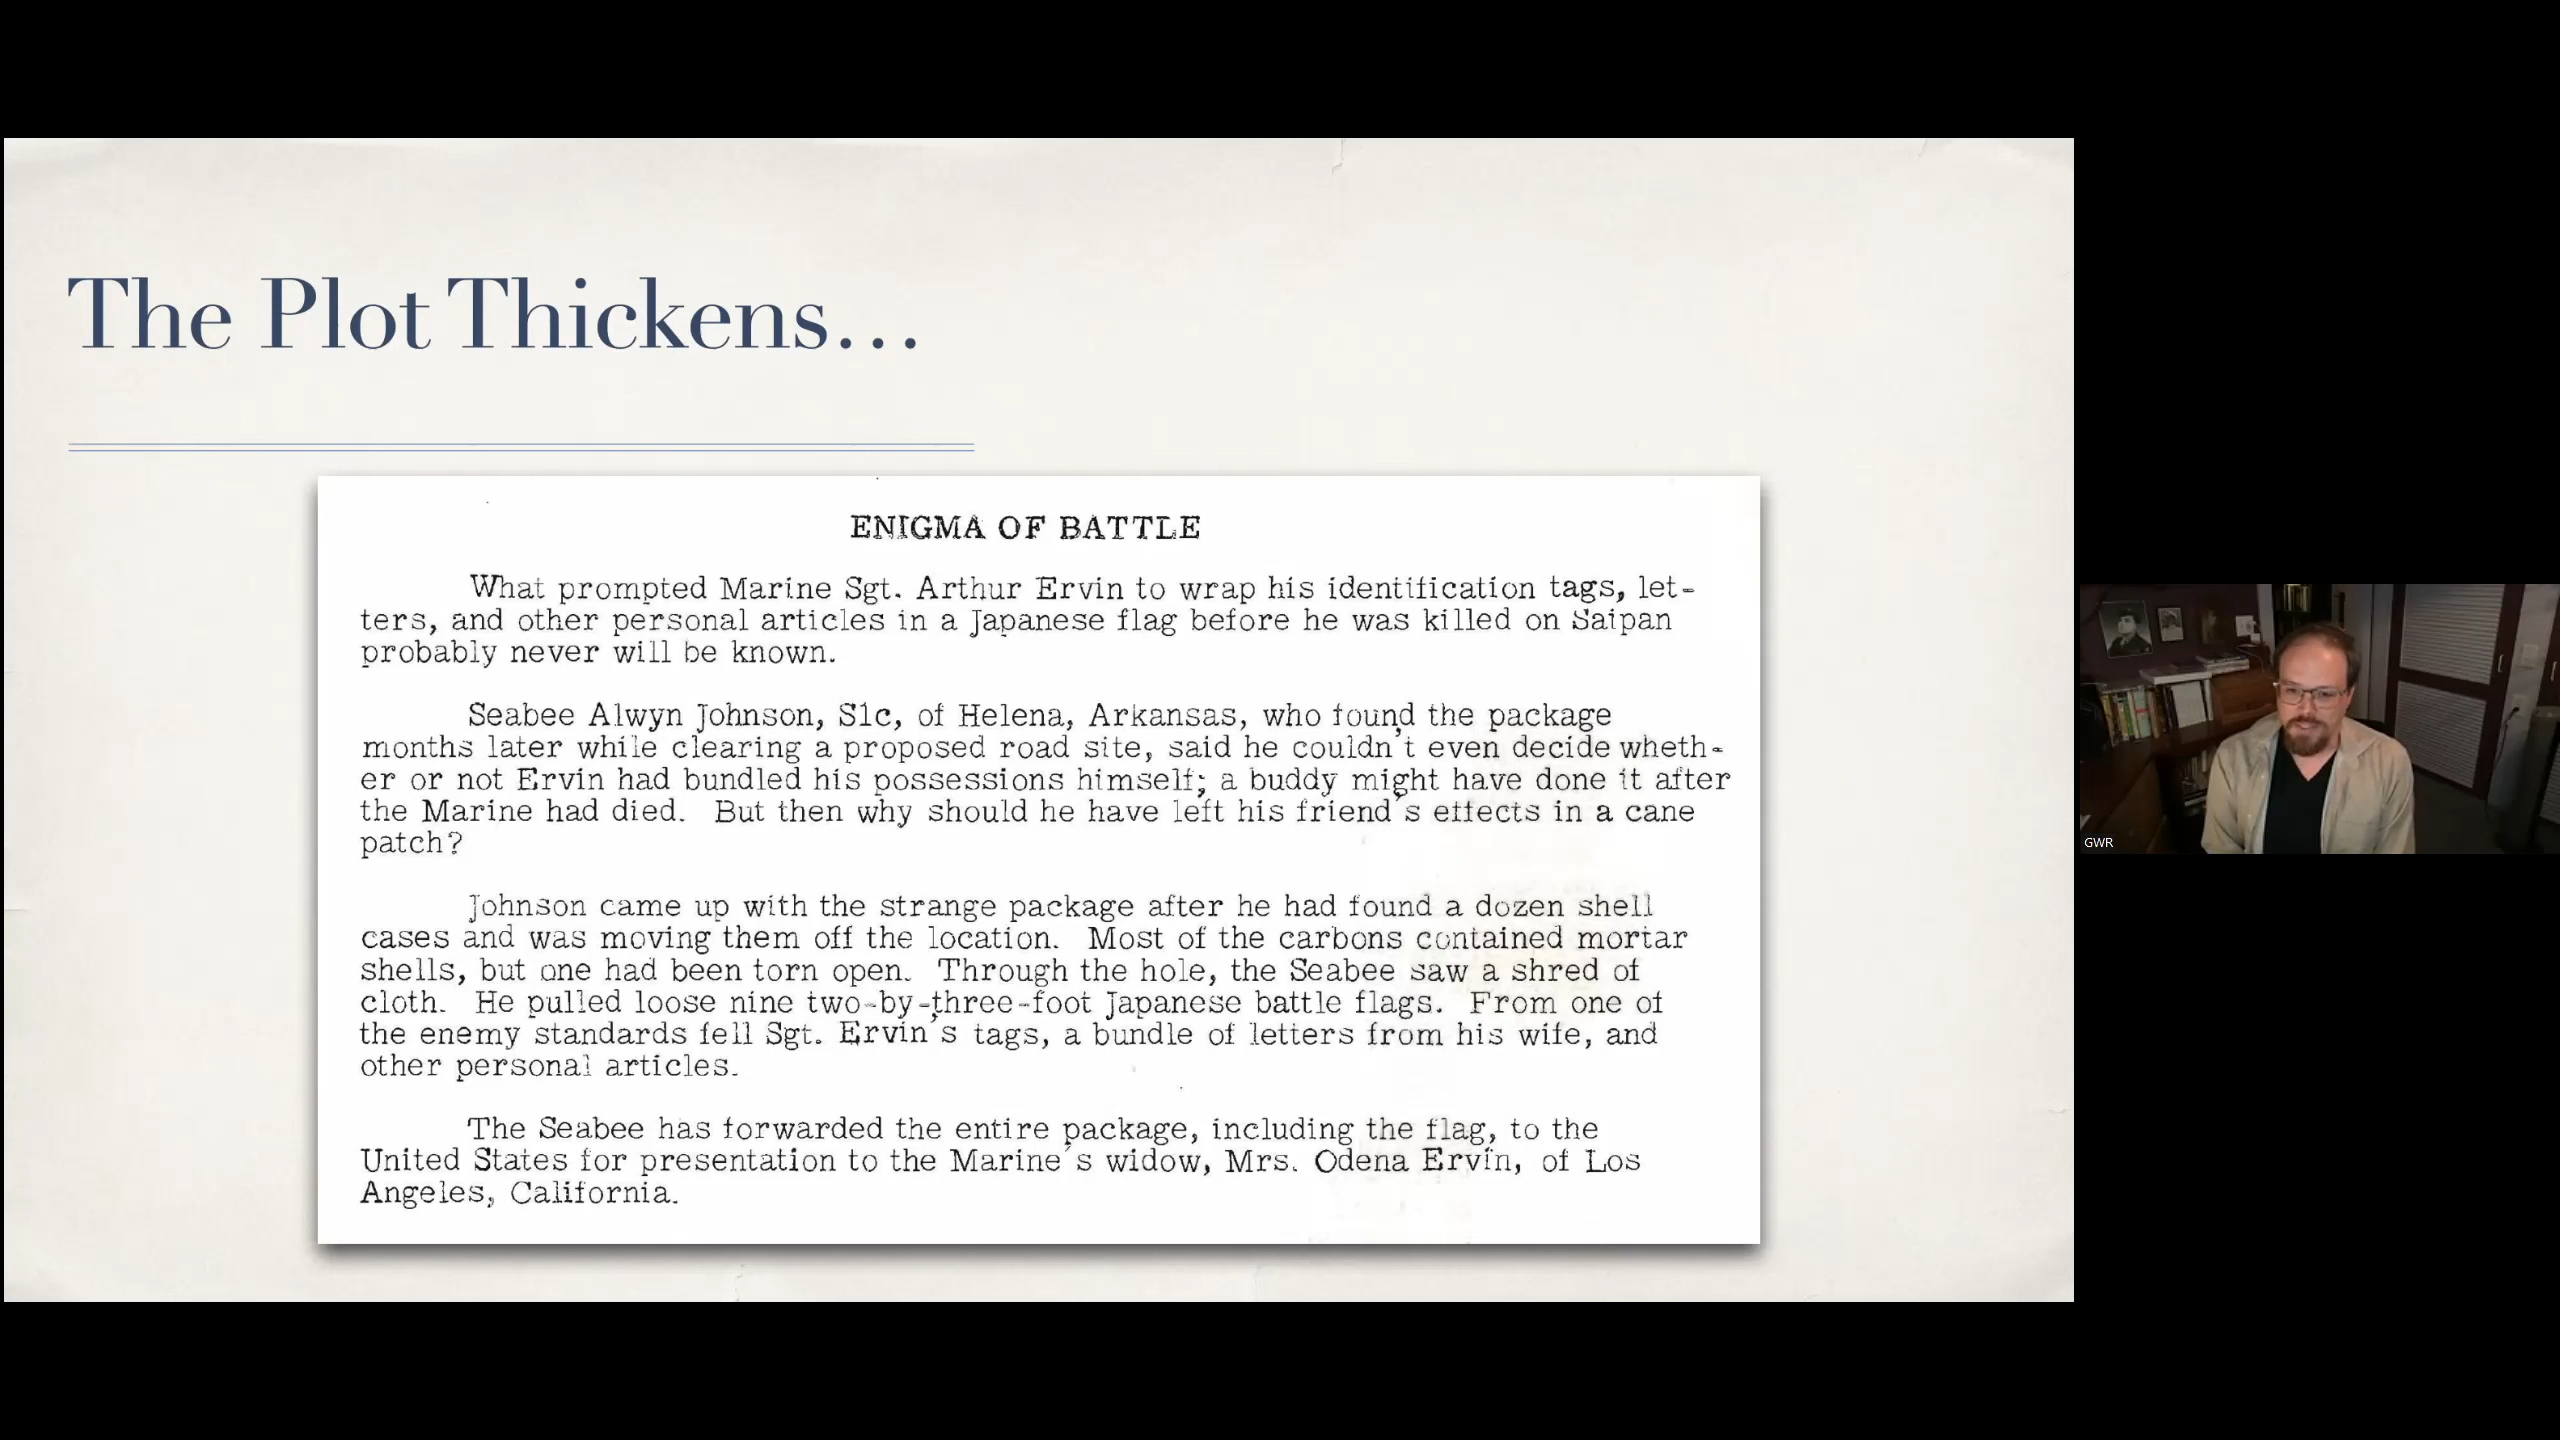 The Plot Thickens...
ENIGMA OF BATTLE
What prompted Marine Sgt. Arthur Ervin to wrap his identification tags, let-
ters, and other personal articles in a Japanese flag before he was killed on Saipan
probably never will be known.
Seabee Alwyn Johnson, S1c, of Helena, Arkansas, who found the package
months later while clearing a proposed road site, said he couldn't even decide wheth-
er or not Ervin had bundled his possessions himself; a buddy might have done it after
the Marine had died. But then why should he have left his friend's effects in a cane
patch?
Johnson came up with the strange package after he had found a dozen shell
cases and was moving them off the location. Most of the carbons contained mortar
shells, but one had been torn open. Through the hole, the Seabee saw a shred of
cloth. He pulled loose nine two-by-three-foot Japanese battle flags. From one of
the enemy standards fell Sgt. Ervin's tags, a bundle of letters from his wife, and
other personal articles.
The Seabee has forwarded the entire package, including the flag, to the
United States for presentation to the Marine's widow, Mrs. Odena Ervin, of Los
Angeles, California.
GWR